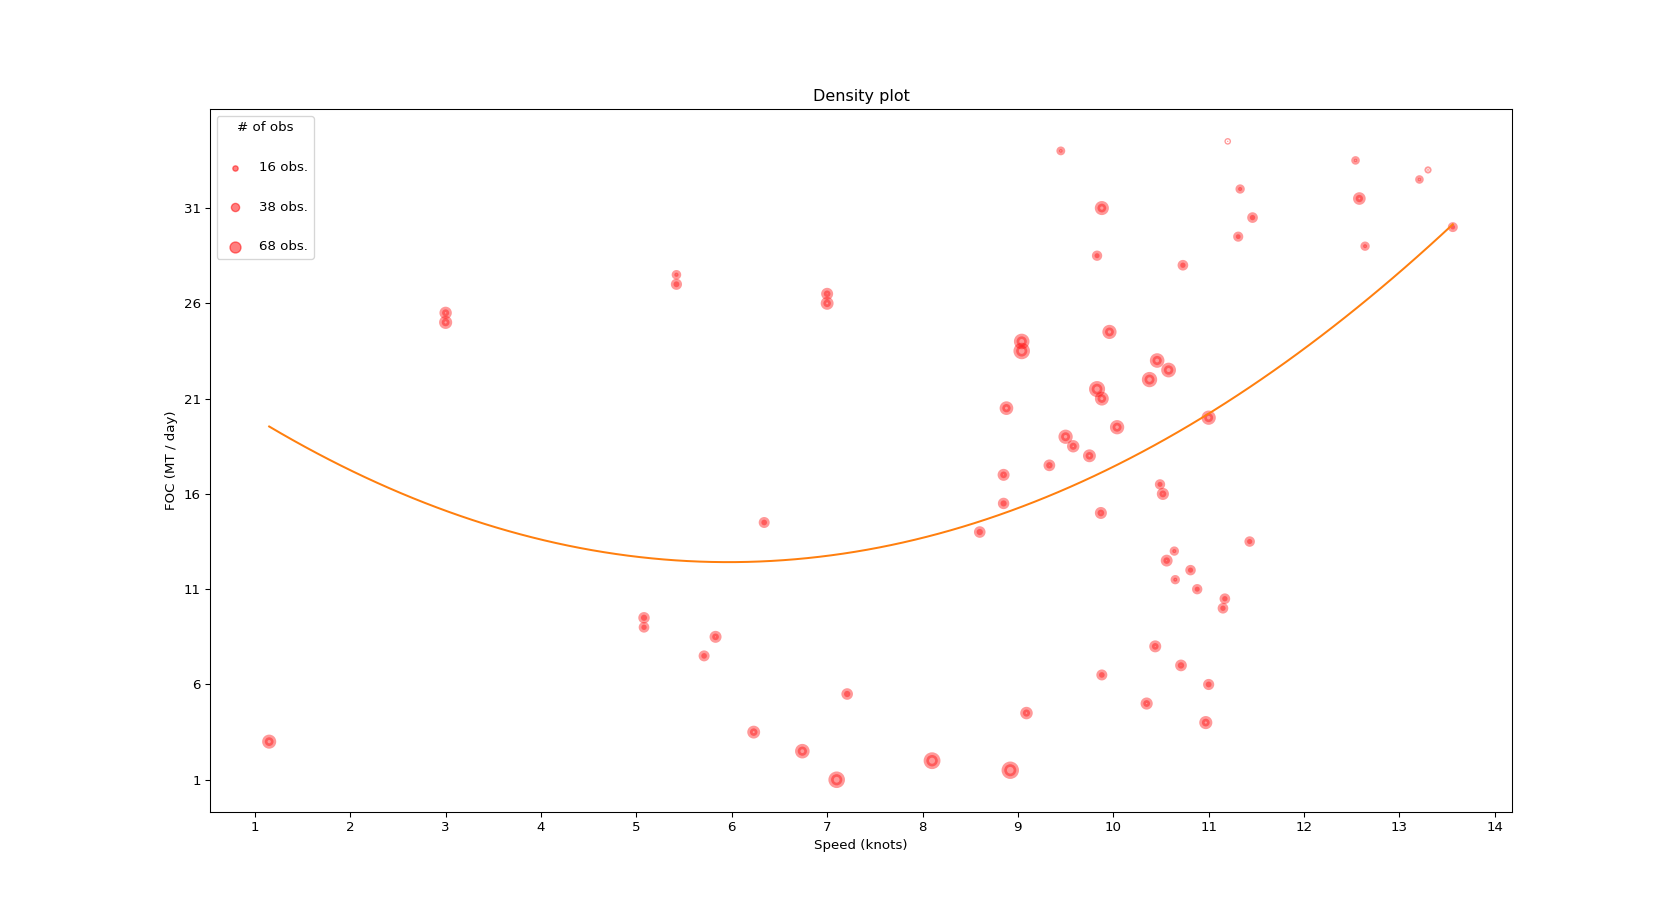 Density plot
# of obs
16 obs.
38 obs.
68 obs.
31
26
21
16
11
6
1
FOC (MT / day)
1 2 3 4 5 6 7 8 9 10 11 12 13 14
Speed (knots)